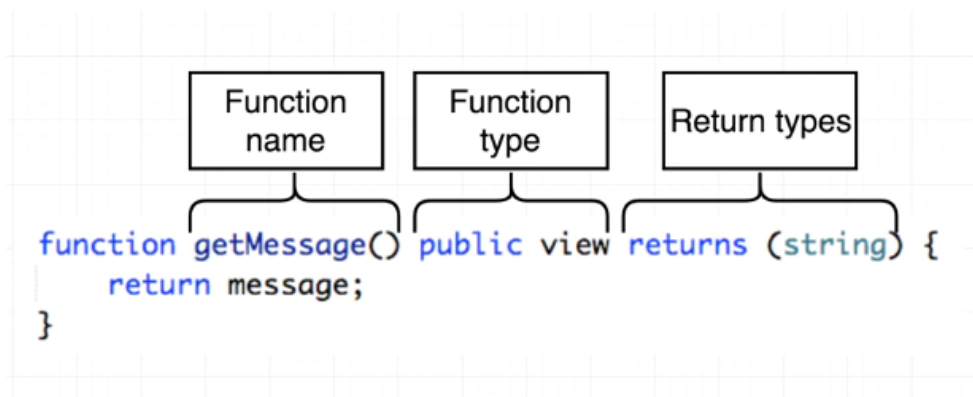 Function
name
Function
type
Return types
function getMessage() public view returns (string) {
return message;
}